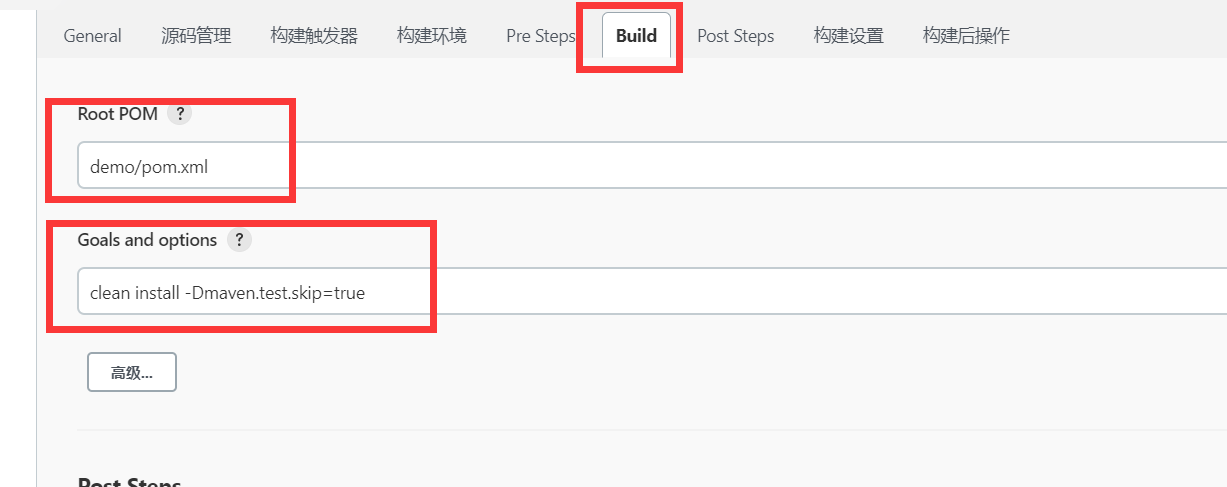 General 源码管理 构建触发器 构建环境 Pre Steps Build Post Steps 构建设置 构建后操作
Root POM ?
demo/pom.xml
Goals and options ?
clean install -Dmaven.test.skip=true
高级...
Post Steps